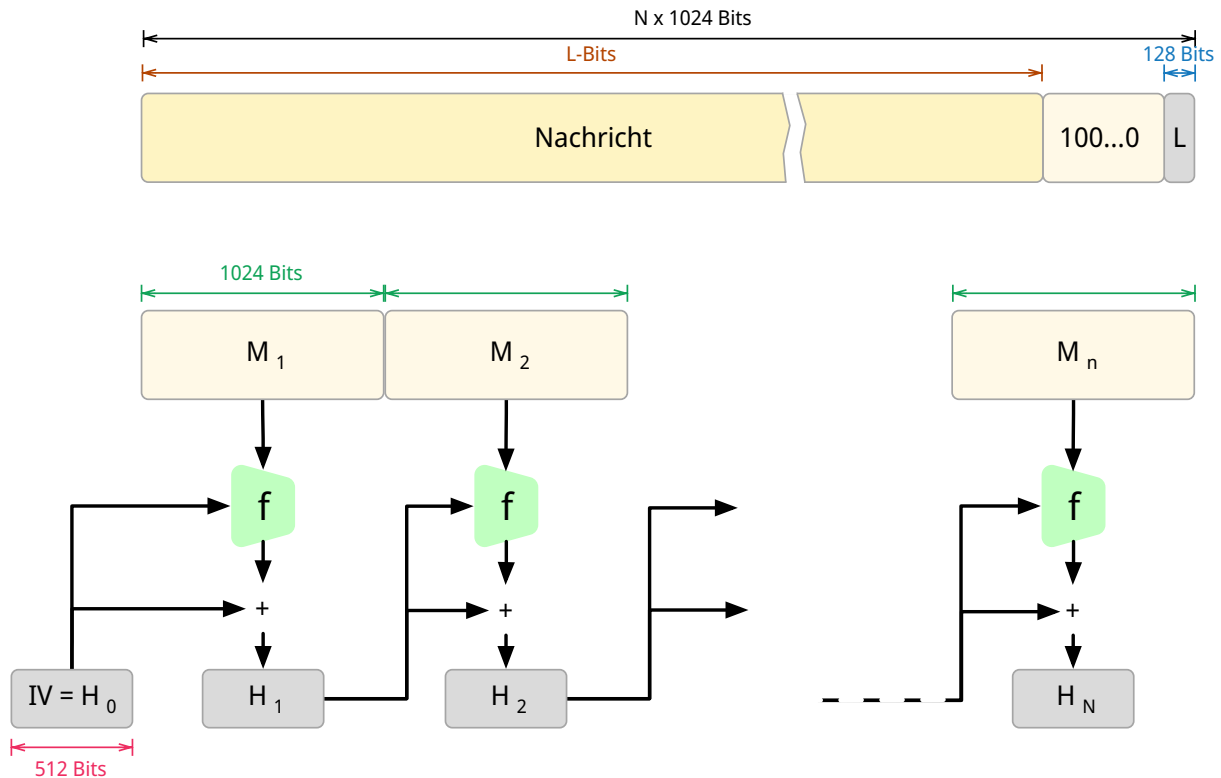 N x 1024 Bits
L-Bits
128 Bits
Nachricht
100...0
L
1024 Bits
M 1
M 2
M n
f
f
f
+
+
+
IV = H 0
H 1
H 2
H N
512 Bits